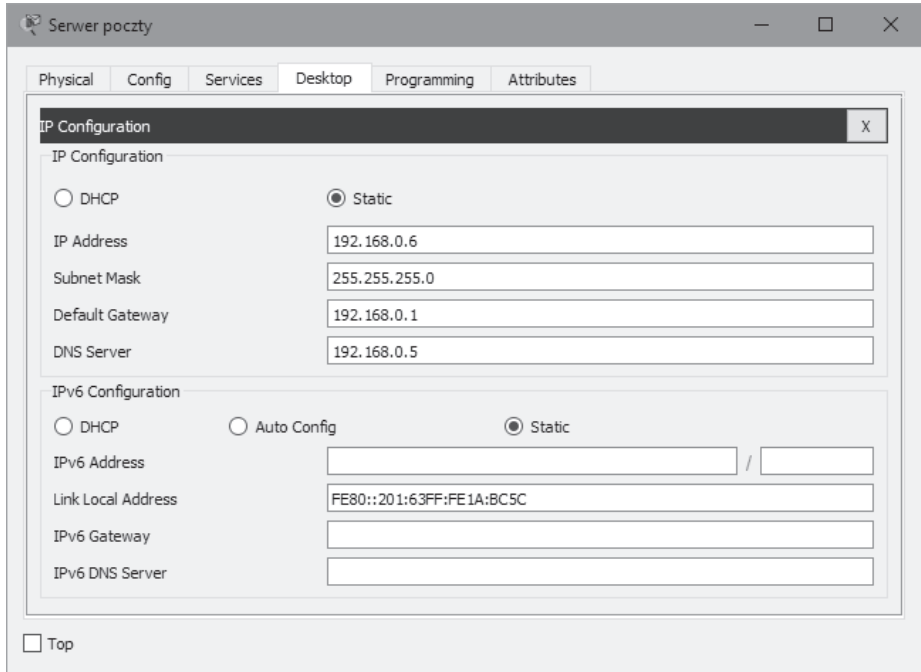 Serwer poczty
Physical Config Services Desktop Programming Attributes
IP Configuration X
IP Configuration
DHCP Static
IP Address 192.168.0.6
Subnet Mask 255.255.255.0
Default Gateway 192.168.0.1
DNS Server 192.168.0.5
IPv6 Configuration
DHCP Auto Config Static
IPv6 Address /
Link Local Address FE80::201:63FF:FE1A:BC5C
IPv6 Gateway
IPv6 DNS Server
Top